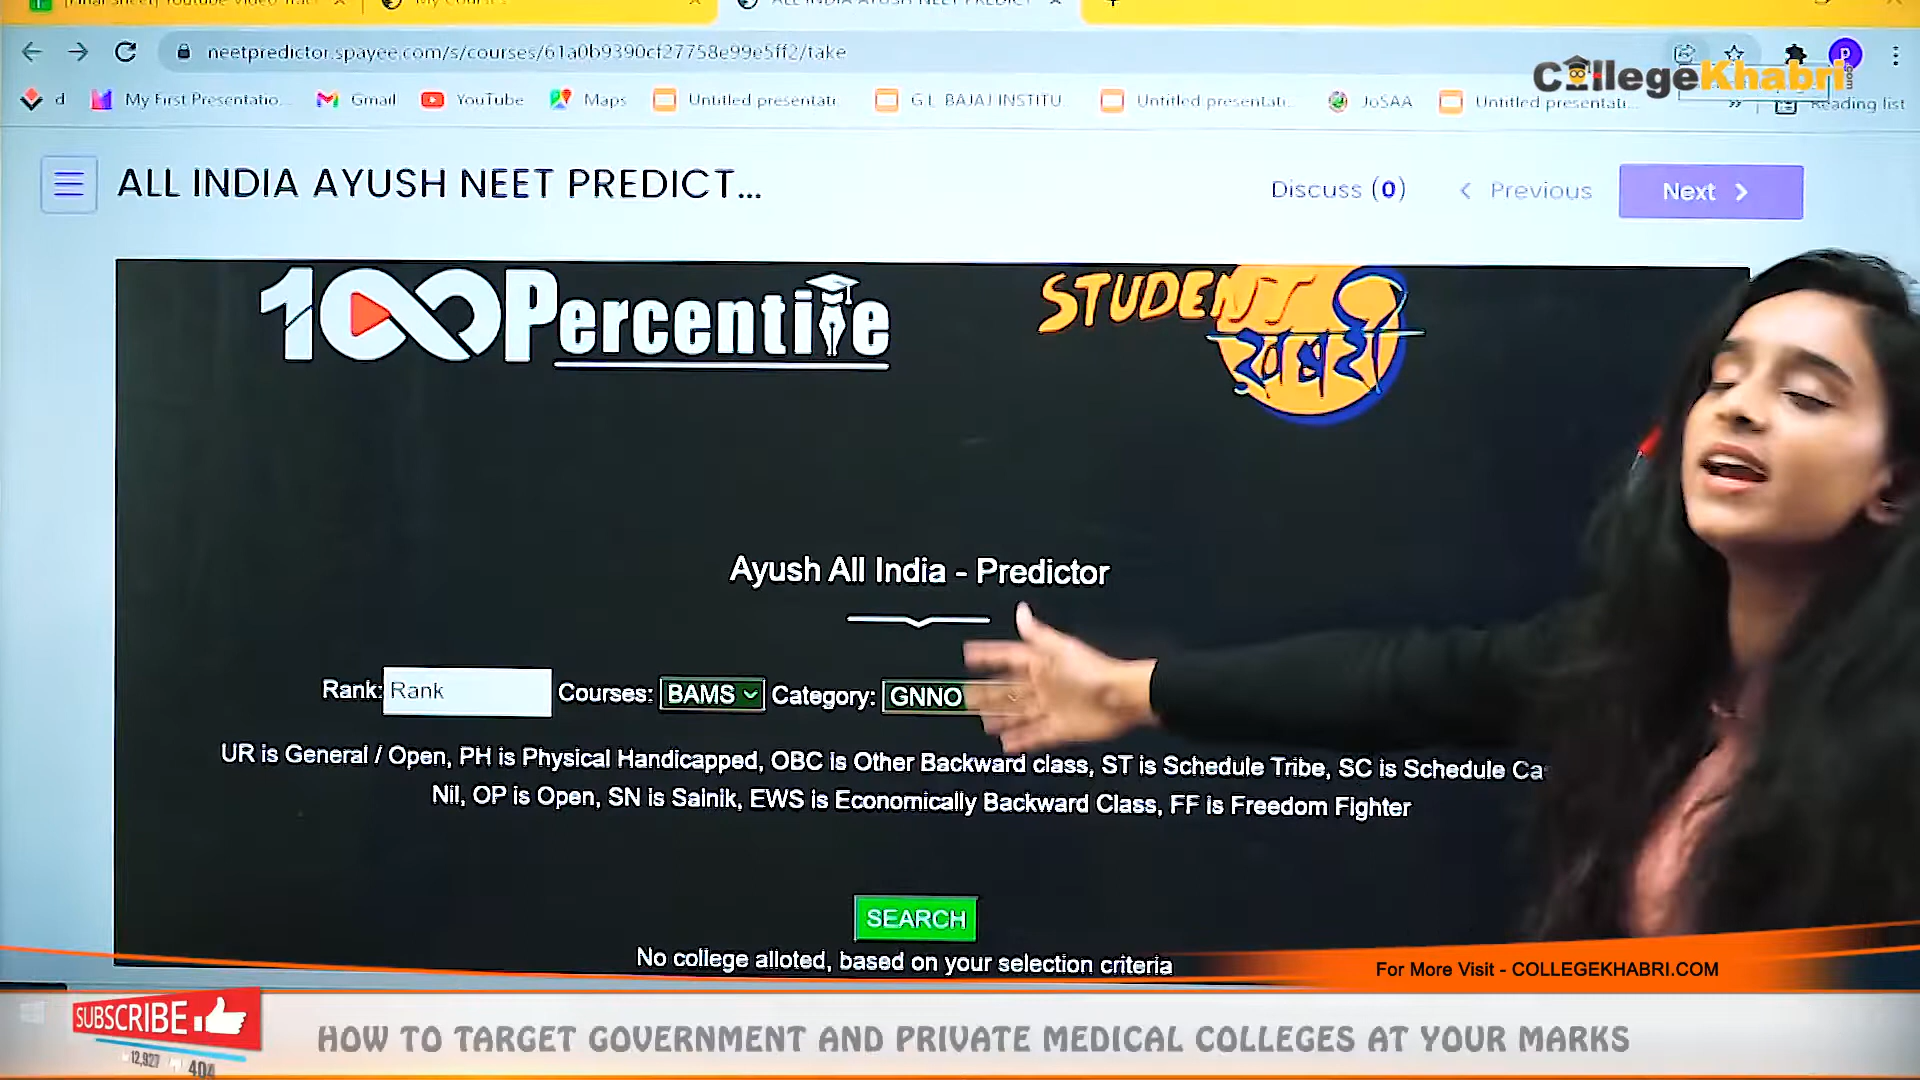 neetpredictor.spayee.com/s/courses/61a0b9390cf27758e99e5ff2/take
CollegeKhabri.com
d My First Presentatio... Gmail YouTube Maps Untitled presentati... G.L. BAJAJ INSTITU... Untitled presentati... JoSAA Untitled presentati... » Reading list
ALL INDIA AYUSH NEET PREDICT...
Discuss (0) Previous Next
100Percentile
STUDENT
खबरी
Ayush All India - Predictor
Rank: Rank Courses: BAMS Category: GNNO
UR is General / Open, PH is Physical Handicapped, OBC is Other Backward class, ST is Schedule Tribe, SC is Schedule Ca
Nil, OP is Open, SN is Sainik, EWS is Economically Backward Class, FF is Freedom Fighter
SEARCH
No college alloted, based on your selection criteria
For More Visit - COLLEGEKHABRI.COM
SUBSCRIBE
12,927 404
HOW TO TARGET GOVERNMENT AND PRIVATE MEDICAL COLLEGES AT YOUR MARKS